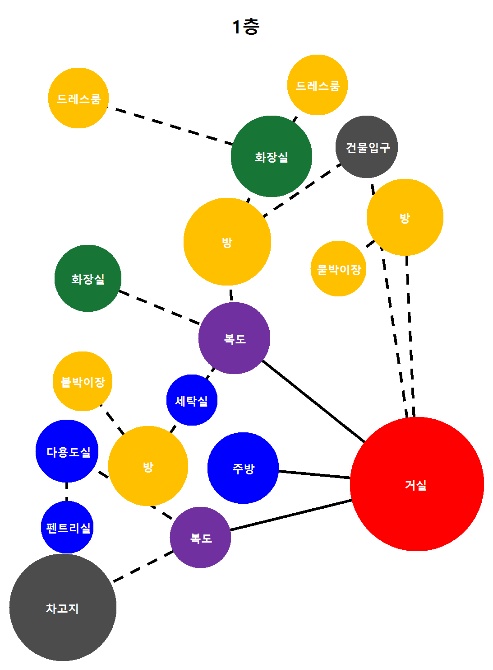 1층
드레스룸
드레스룸
화장실
건물입구
방
방
붙박이장
화장실
복도
붙박이장
세탁실
다용도실
방
주방
거실
펜트리실
복도
차고지